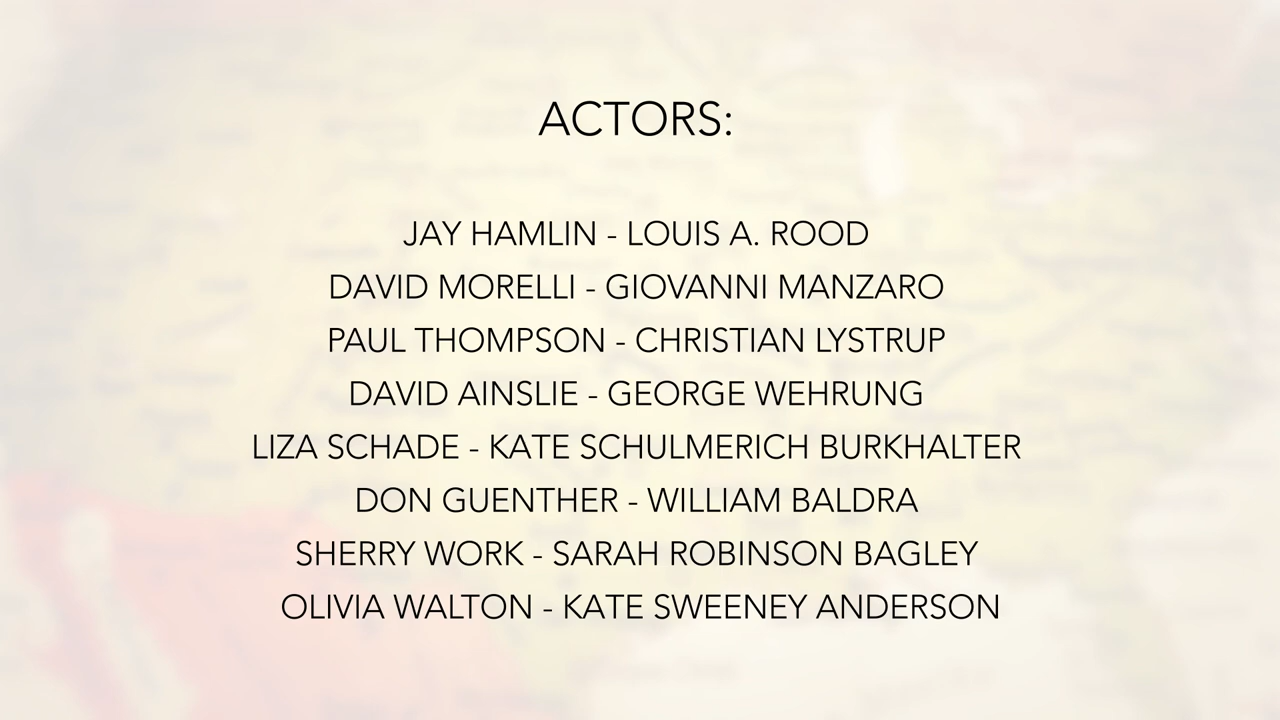 ACTORS:
JAY HAMLIN - LOUIS A. ROOD
DAVID MORELLI - GIOVANNI MANZARO
PAUL THOMPSON - CHRISTIAN LYSTRUP
DAVID AINSLIE - GEORGE WEHRUNG
LIZA SCHADE - KATE SCHULMERICH BURKHALTER
DON GUENTHER - WILLIAM BALDRA
SHERRY WORK - SARAH ROBINSON BAGLEY
OLIVIA WALTON - KATE SWEENEY ANDERSON